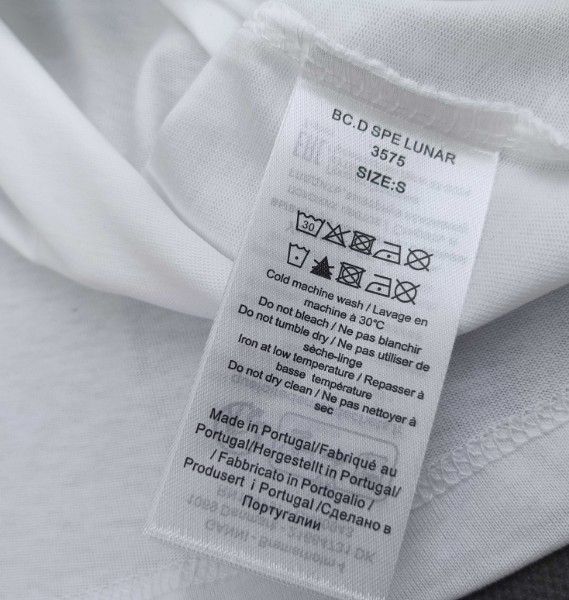 BC.D SPE LUNAR
3575
SIZE:S
30
Cold machine wash / Lavage en
machine à 30°C
Do not bleach / Ne pas blanchir
Do not tumble dry / Ne pas utiliser de
sèche-linge
Iron at low temperature / Repasser à
basse température
Do not dry clean / Ne pas nettoyer à
sec
Made in Portugal/Fabriqué au
Portugal/Hergestellt in Portugal/
/ Fabbricato in Portogalio /
Produsert i Portugal /Сделано в
Португалии